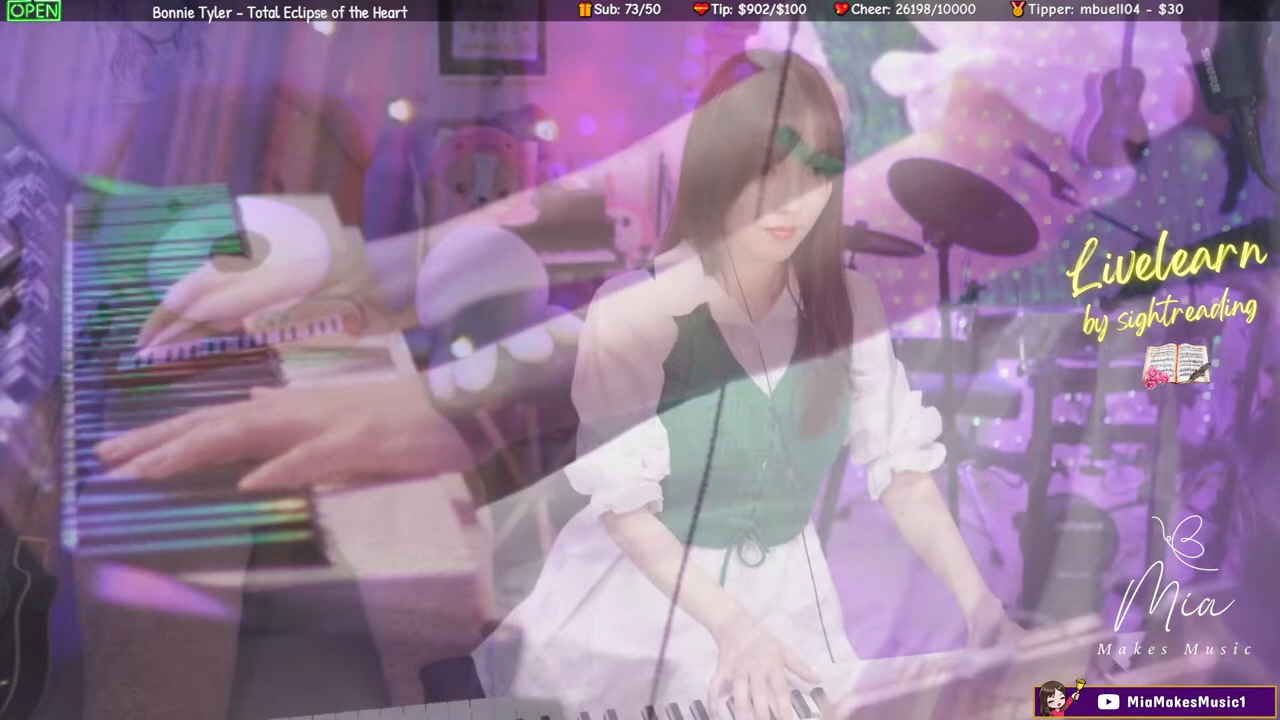 OPEN
Bonnie Tyler - Total Eclipse of the Heart
Sub: 73/50
Tip: $902/$100
Cheer: 26198/10000
Tipper: mbuell04 - $30
SHURE
Livelearn
by sightreading
Mia
Makes Music
MiaMakesMusic1